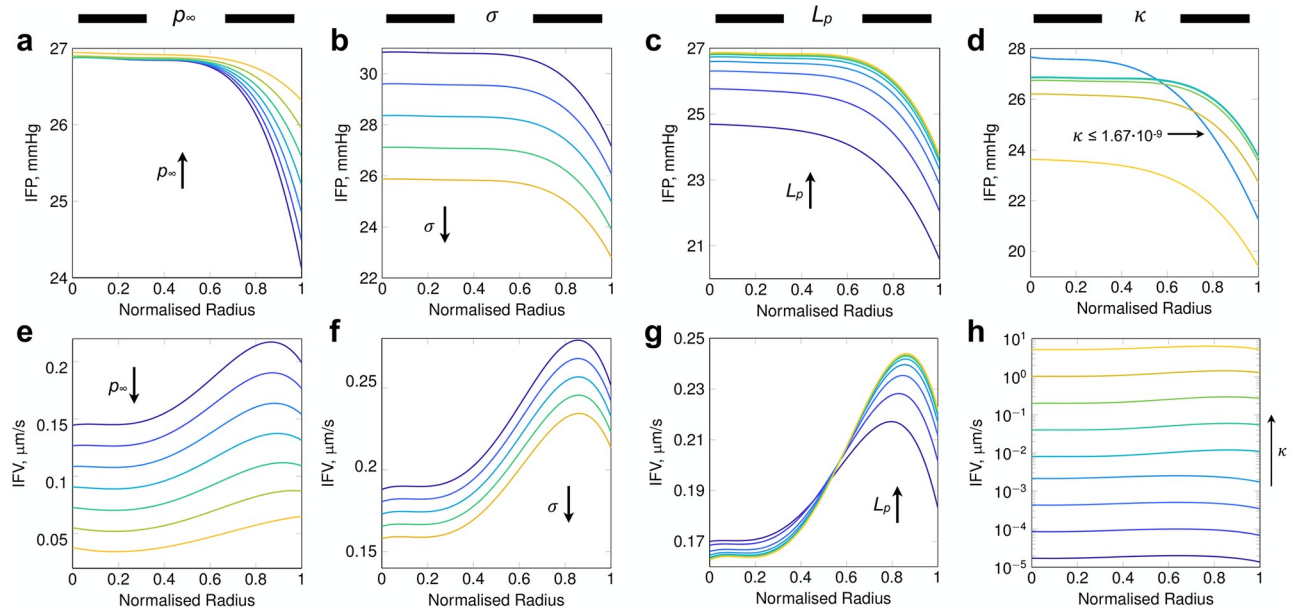 p∞ σ Lp κ
a b c d
27
26
25
24
IFP, mmHg
p∞
0 0.2 0.4 0.6 0.8 1
Normalised Radius
30
28
26
24
22
IFP, mmHg
σ
0 0.2 0.4 0.6 0.8 1
Normalised Radius
27
25
23
21
IFP, mmHg
Lp
0 0.2 0.4 0.6 0.8 1
Normalised Radius
28
26
24
22
20
IFP, mmHg
κ ≤ 1.67·10⁻⁹
0 0.2 0.4 0.6 0.8 1
Normalised Radius
e f g h
0.2
0.15
0.1
0.05
IFV, μm/s
p∞
0 0.2 0.4 0.6 0.8 1
Normalised Radius
0.25
0.2
0.15
IFV, μm/s
σ
0 0.2 0.4 0.6 0.8 1
Normalised Radius
0.25
0.23
0.21
0.19
0.17
IFV, μm/s
Lp
0 0.2 0.4 0.6 0.8 1
Normalised Radius
10¹
10⁰
10⁻¹
10⁻²
10⁻³
10⁻⁴
10⁻⁵
IFV, μm/s
κ
0 0.2 0.4 0.6 0.8 1
Normalised Radius